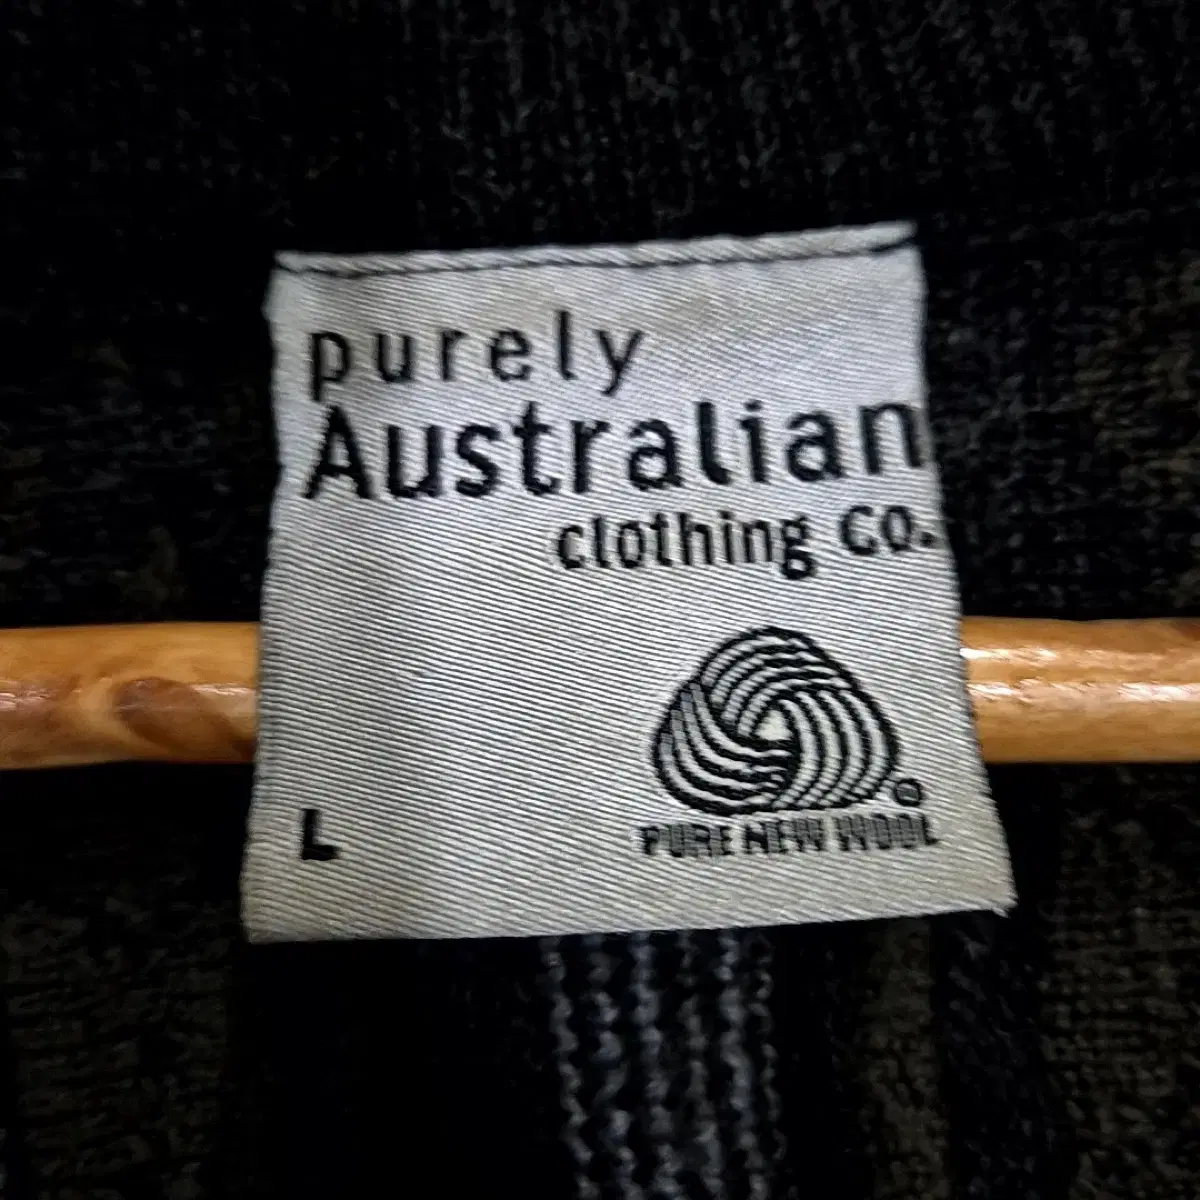 purely
Australian
clothing co.
L
PURE NEW WOOL